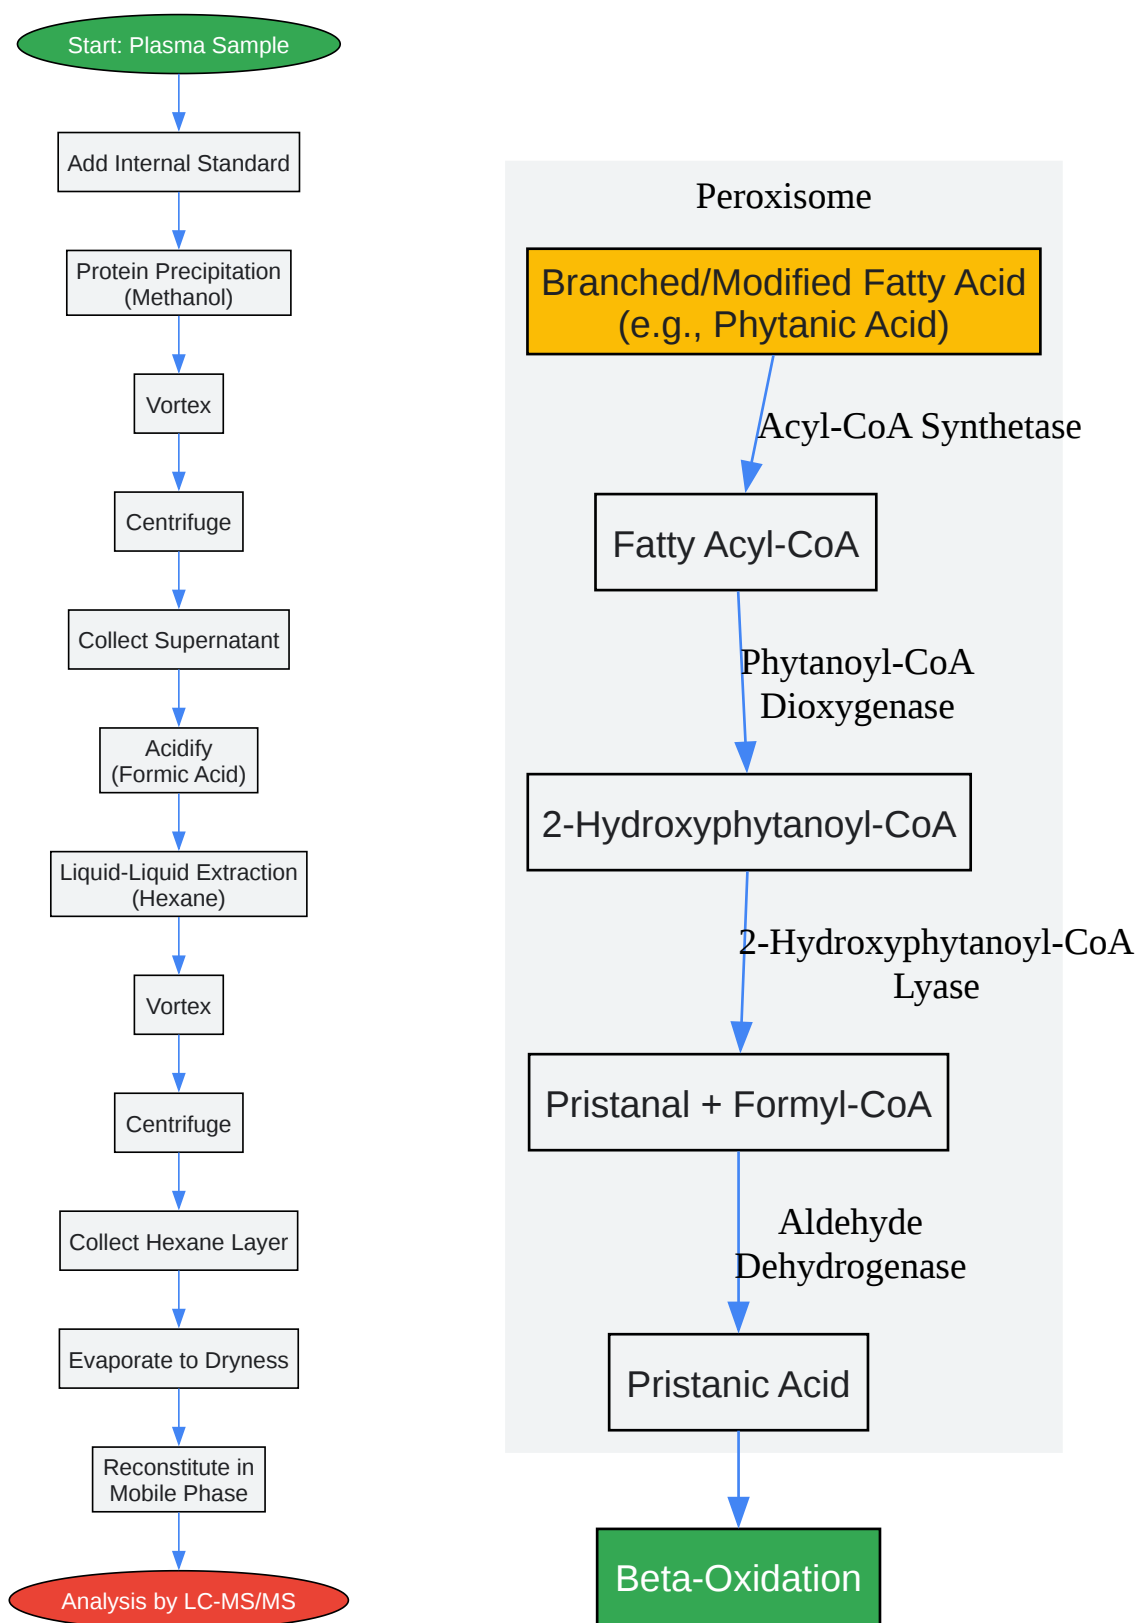 Start: Plasma Sample
Add Internal Standard
Protein Precipitation
(Methanol)
Vortex
Centrifuge
Collect Supernatant
Acidify
(Formic Acid)
Liquid-Liquid Extraction
(Hexane)
Vortex
Centrifuge
Collect Hexane Layer
Evaporate to Dryness
Reconstitute in
Mobile Phase
Analysis by LC-MS/MS
Peroxisome
Branched/Modified Fatty Acid
(e.g., Phytanic Acid)
Acyl-CoA Synthetase
Fatty Acyl-CoA
Phytanoyl-CoA
Dioxygenase
2-Hydroxyphytanoyl-CoA
2-Hydroxyphytanoyl-CoA
Lyase
Pristanal + Formyl-CoA
Aldehyde
Dehydrogenase
Pristanic Acid
Beta-Oxidation